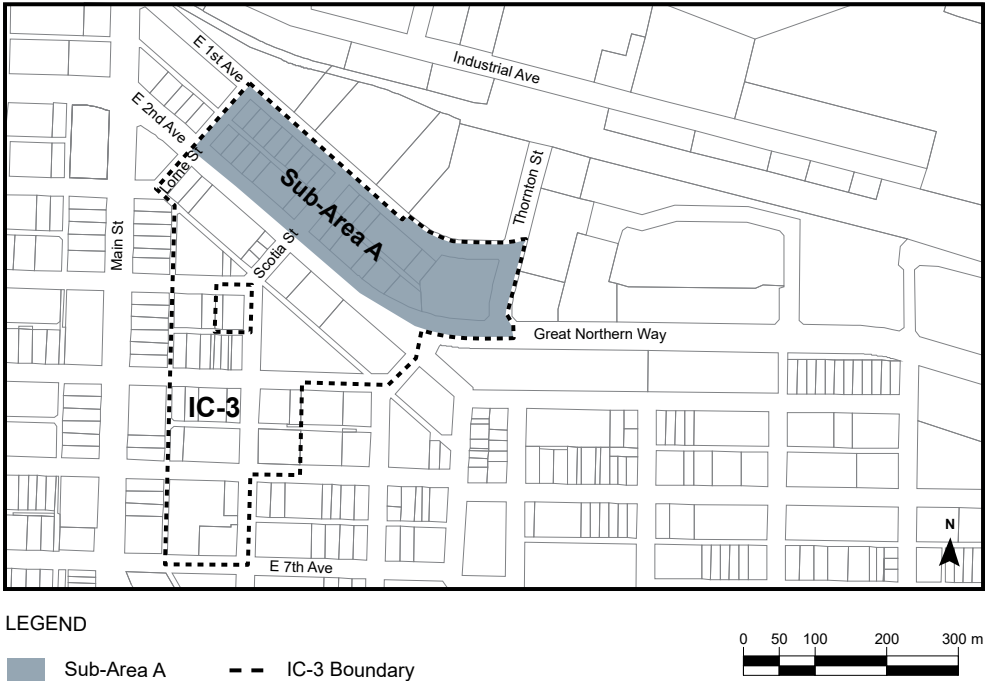 E 1st Ave
Industrial Ave
E 2nd Ave
Lorne St
Thornton St
Sub-Area A
Main St
Scotia St
Great Northern Way
IC-3
N
E 7th Ave
LEGEND
Sub-Area A
IC-3 Boundary
0 50 100 200 300 m